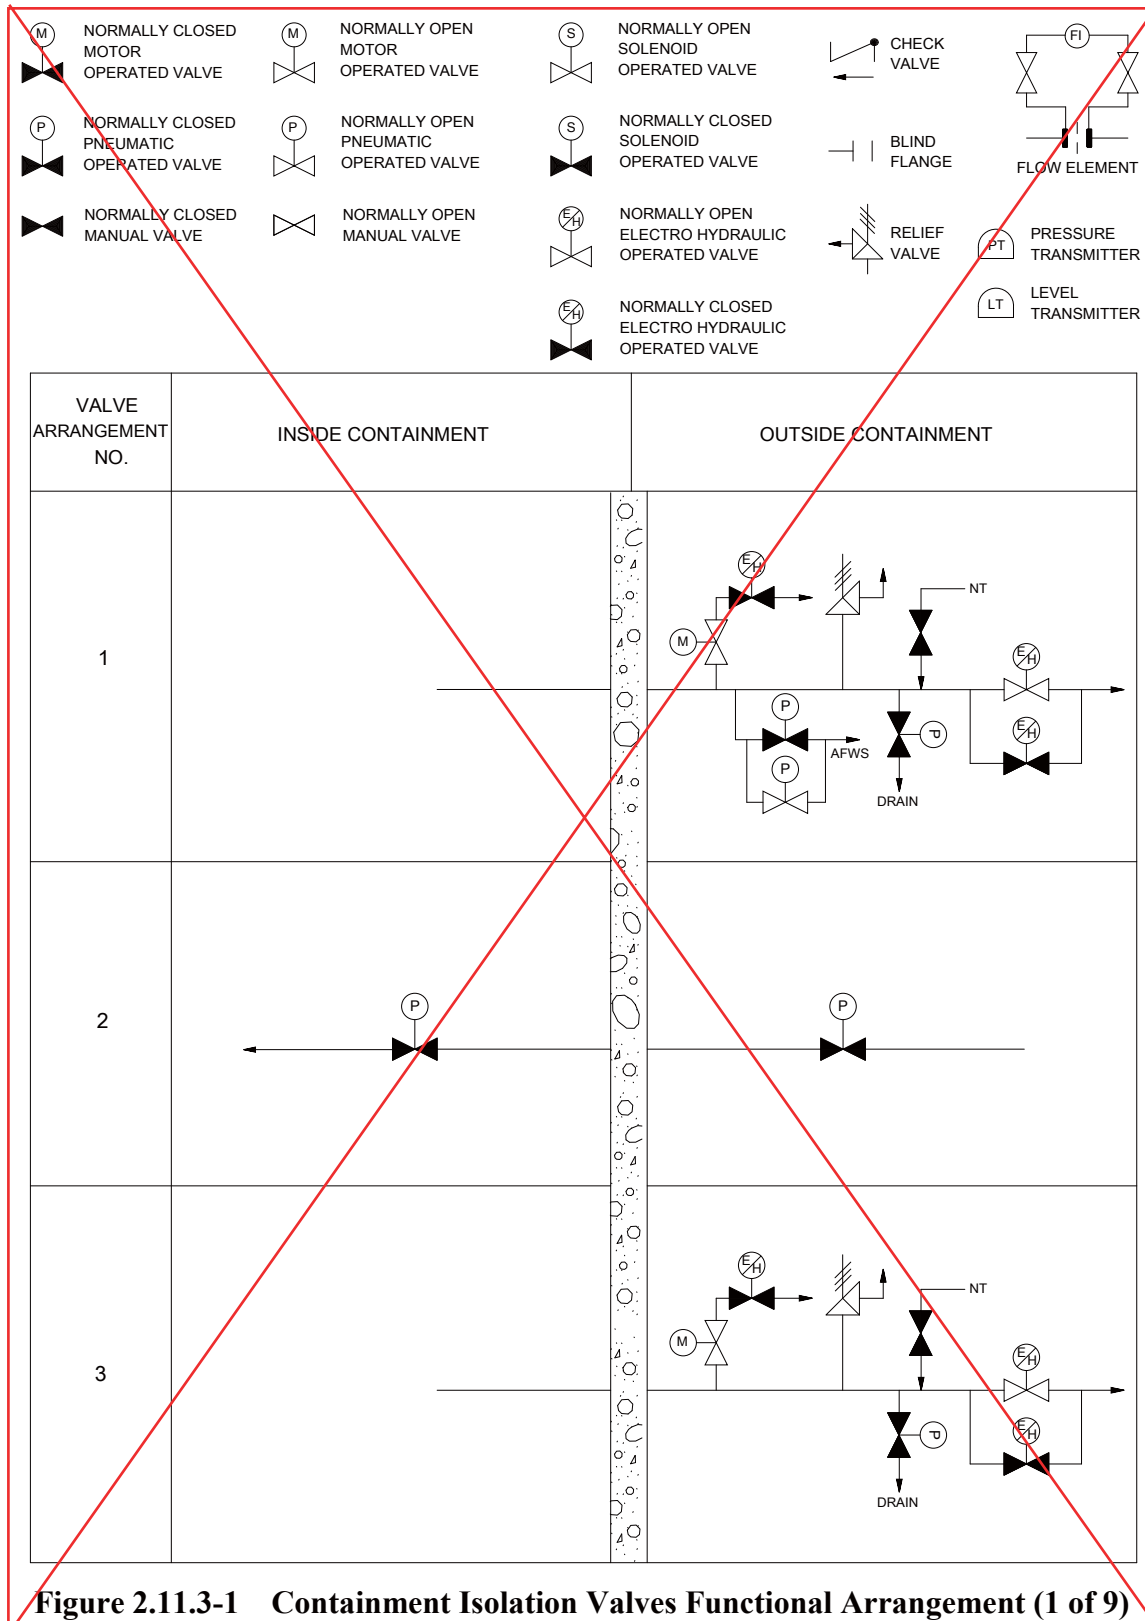 M
NORMALLY CLOSED
MOTOR
OPERATED VALVE
M
NORMALLY OPEN
MOTOR
OPERATED VALVE
S
NORMALLY OPEN
SOLENOID
OPERATED VALVE
CHECK
VALVE
FI
FLOW ELEMENT
P
NORMALLY CLOSED
PNEUMATIC
OPERATED VALVE
P
NORMALLY OPEN
PNEUMATIC
OPERATED VALVE
S
NORMALLY CLOSED
SOLENOID
OPERATED VALVE
BLIND
FLANGE
NORMALLY CLOSED
MANUAL VALVE
NORMALLY OPEN
MANUAL VALVE
E/H
NORMALLY OPEN
ELECTRO HYDRAULIC
OPERATED VALVE
RELIEF
VALVE
PT
PRESSURE
TRANSMITTER
E/H
NORMALLY CLOSED
ELECTRO HYDRAULIC
OPERATED VALVE
LT
LEVEL
TRANSMITTER
VALVE
ARRANGEMENT
NO.
INSIDE CONTAINMENT
OUTSIDE CONTAINMENT
1
E/H
NT
M
E/H
P
P
E/H
AFWS
P
DRAIN
2
P
P
3
E/H
NT
M
E/H
P
E/H
DRAIN
Figure 2.11.3-1 Containment Isolation Valves Functional Arrangement (1 of 9)